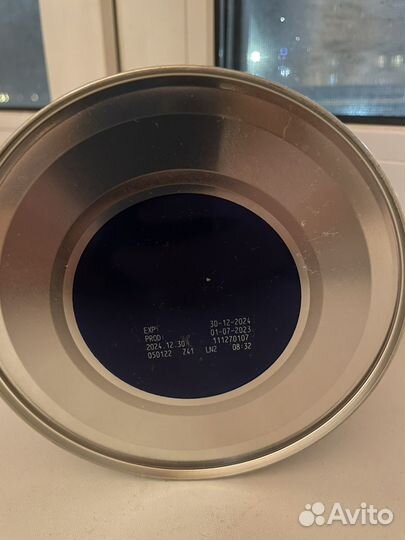 EXP: 30-12-2024
PROD: 01-07-2023
2024.12.30 111270107
050122 Z41 LN2 08:32
Avito